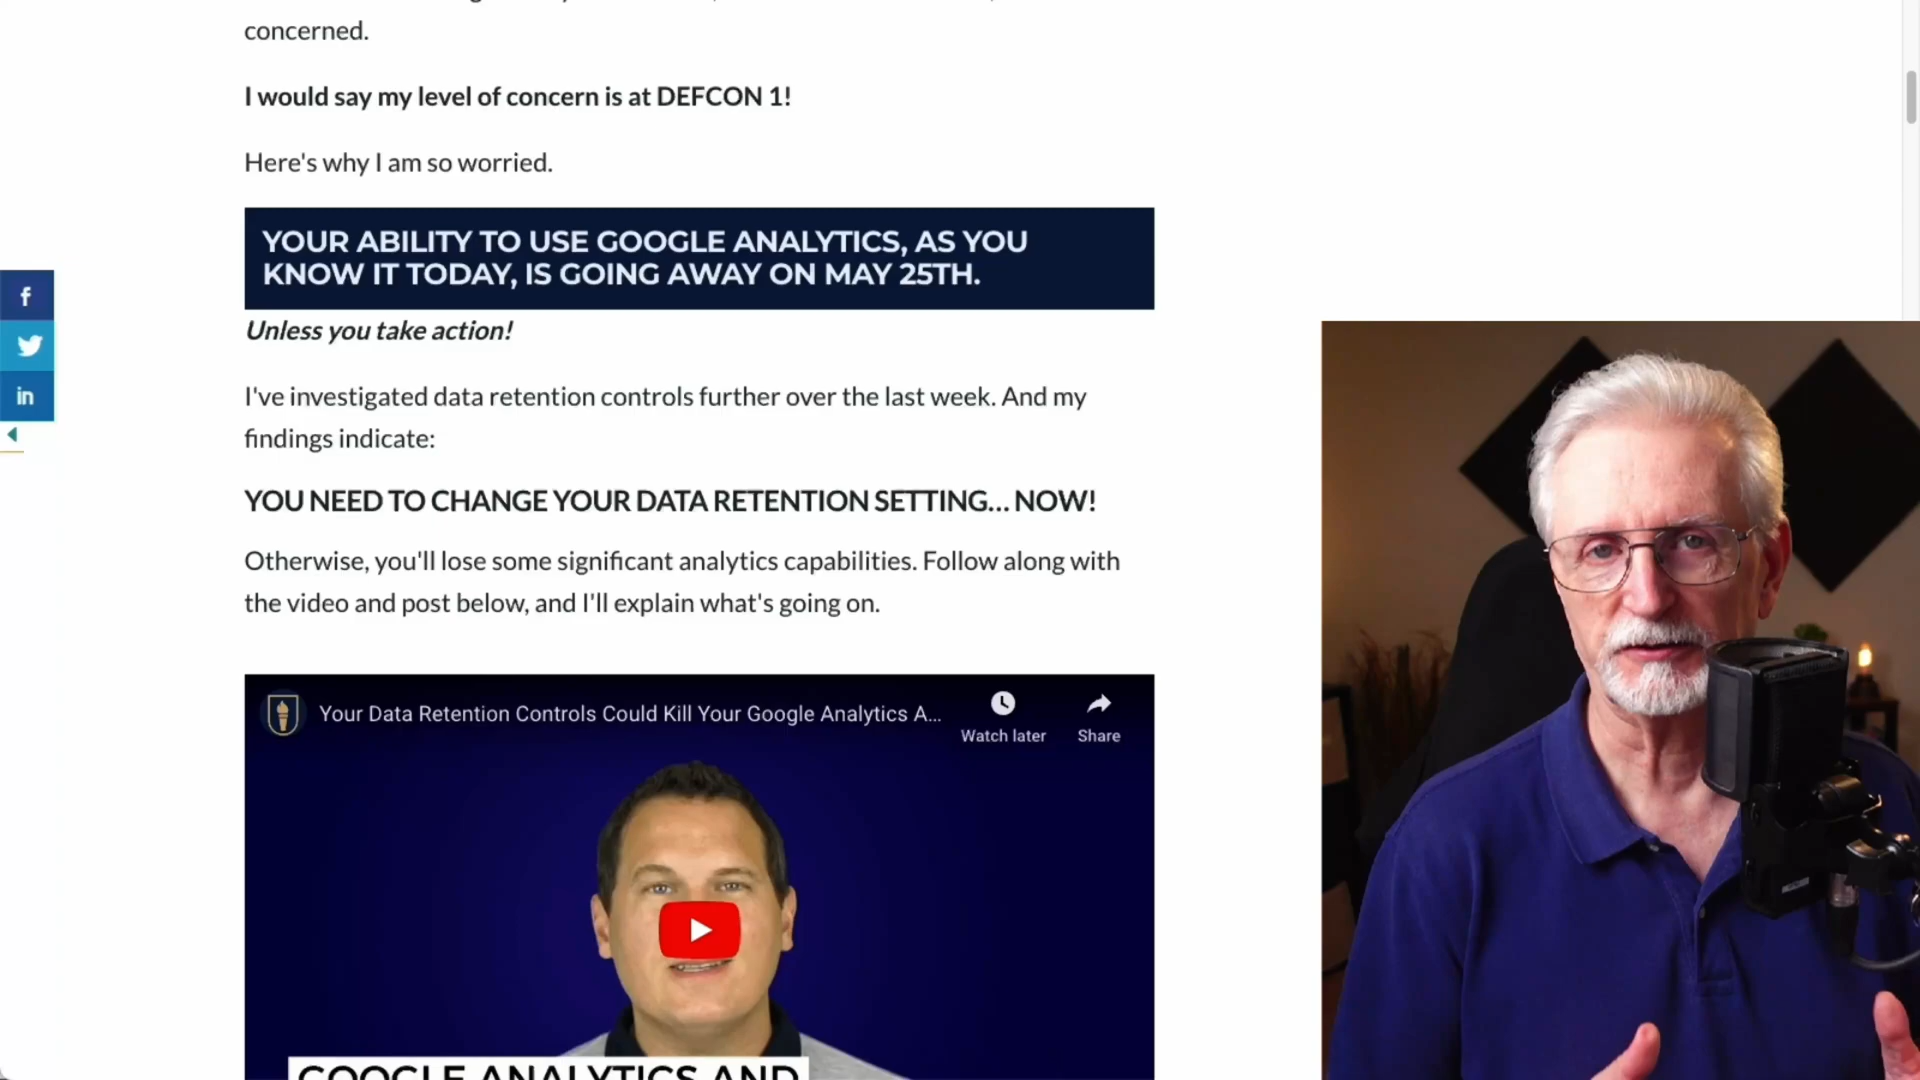 concerned.
I would say my level of concern is at DEFCON 1!
Here's why I am so worried.
YOUR ABILITY TO USE GOOGLE ANALYTICS, AS YOU
KNOW IT TODAY, IS GOING AWAY ON MAY 25TH.
Unless you take action!
I've investigated data retention controls further over the last week. And my
findings indicate:
YOU NEED TO CHANGE YOUR DATA RETENTION SETTING... NOW!
Otherwise, you'll lose some significant analytics capabilities. Follow along with
the video and post below, and I'll explain what's going on.
Your Data Retention Controls Could Kill Your Google Analytics A...
Watch later
Share
GOOGLE ANALYTICS AND